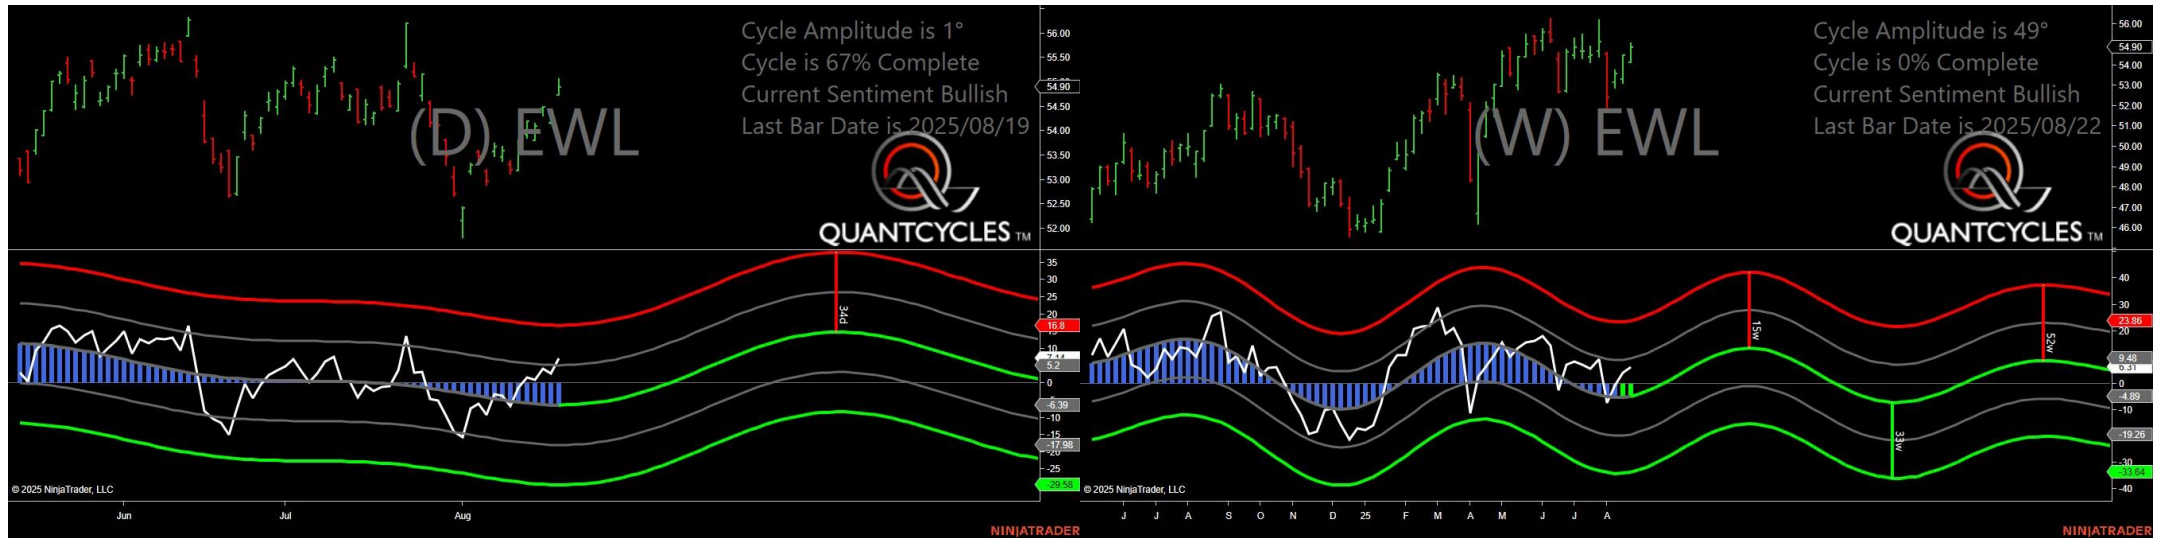 Cycle Amplitude is 1°
Cycle is 67% Complete
Current Sentiment Bullish
Last Bar Date is 2025/08/19
(D) EWL
QUANTCYCLES TM
56.00
55.50
54.90
54.50
54.00
53.50
53.00
52.50
52.00
35
30
25
20
16.8
10
5.2
0
-6.39
-10
-15
-17.98
-25
-29.58
34d
© 2025 NinjaTrader, LLC
Jun Jul Aug
NINJATRADER
Cycle Amplitude is 49°
Cycle is 0% Complete
Current Sentiment Bullish
Last Bar Date is 2025/08/22
(W) EWL
QUANTCYCLES TM
56.00
54.90
54.00
53.00
52.00
51.00
50.00
49.00
48.00
47.00
46.00
40
30
23.86
20
9.48
6.31
0
-4.89
-10
-19.26
-30
-33.64
-40
15w
33w
52w
© 2025 NinjaTrader, LLC
J J A S O N D 25 F M A M J J A
NINJATRADER